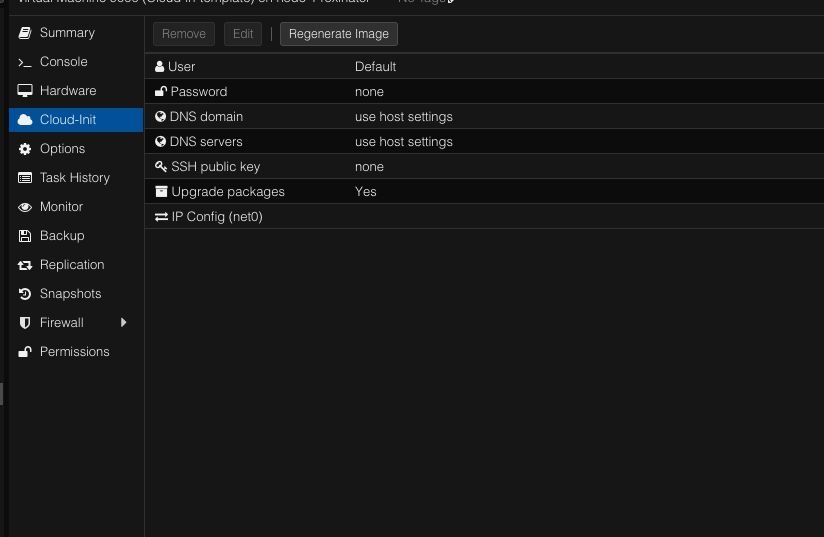 Summary
Console
Hardware
Cloud-Init
Options
Task History
Monitor
Backup
Replication
Snapshots
Firewall
Permissions
Remove Edit Regenerate Image
User Default
Password none
DNS domain use host settings
DNS servers use host settings
SSH public key none
Upgrade packages Yes
IP Config (net0)